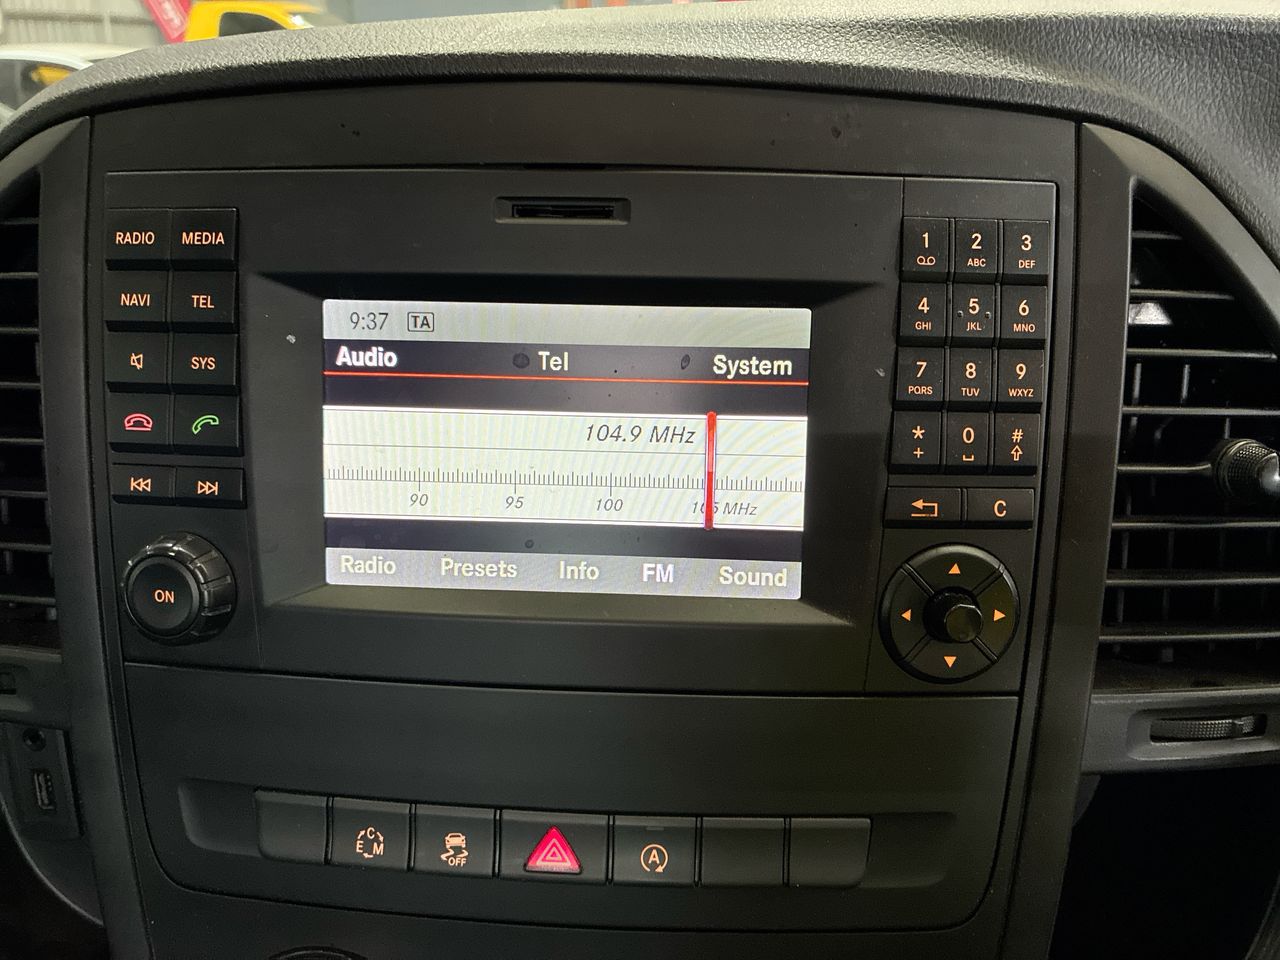 RADIO MEDIA
NAVI TEL
SYS
ON
9:37 TA
Audio Tel System
104.9 MHz
90 95 100 105 MHz
Radio Presets Info FM Sound
1 2 ABC 3 DEF
4 GHI 5 JKL 6 MNO
7 PQRS 8 TUV 9 WXYZ
* + 0 #
C
C E M
OFF
A